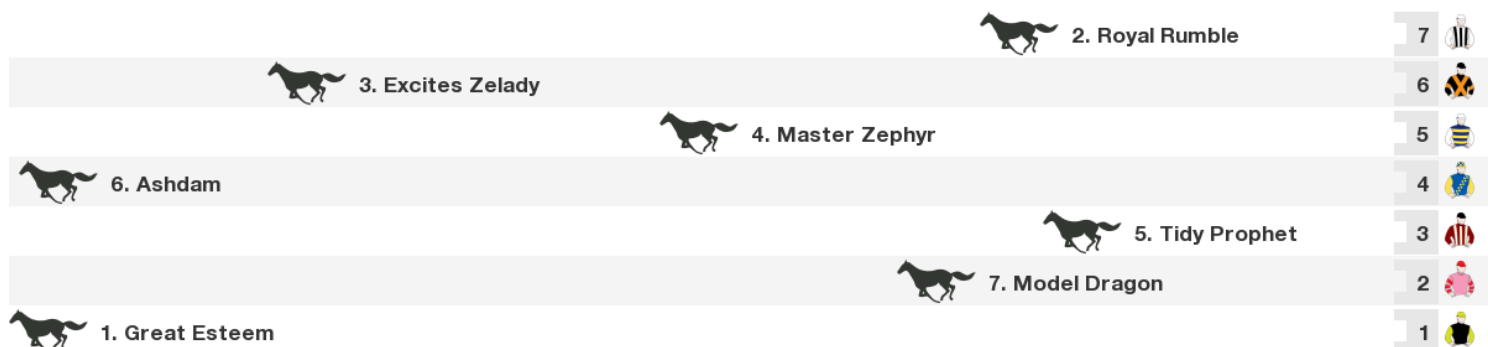 2. Royal Rumble 7
3. Excites Zelady 6
4. Master Zephyr 5
6. Ashdam 4
5. Tidy Prophet 3
7. Model Dragon 2
1. Great Esteem 1